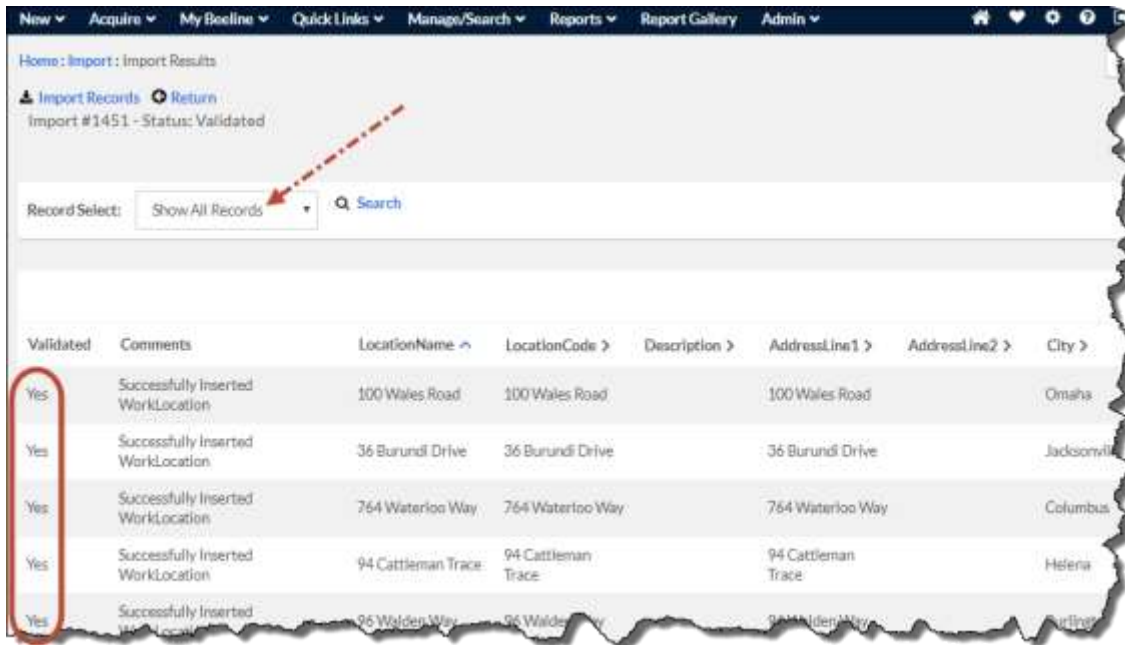 New Acquire My Beeline Quick Links Manage/Search Reports Report Gallery Admin
Home : Import : Import Results
Import Records Return
Import #1451 - Status: Validated
Record Select: Show All Records Search
Validated Comments LocationName LocationCode > Description > AddressLine1 > AddressLine2 > City >
Yes Successfully Inserted WorkLocation 100 Wales Road 100 Wales Road 100 Wales Road Omaha
Yes Successfully Inserted WorkLocation 36 Burundi Drive 36 Burundi Drive 36 Burundi Drive
Yes Successfully Inserted WorkLocation 764 Waterloo Way 764 Waterloo Way 764 Waterloo Way Columbus
Yes Successfully Inserted WorkLocation 94 Cattleman Trace 94 Cattleman Trace 94 Cattleman Trace Helena
Yes Successfully Inserted 96 Walden Way 96